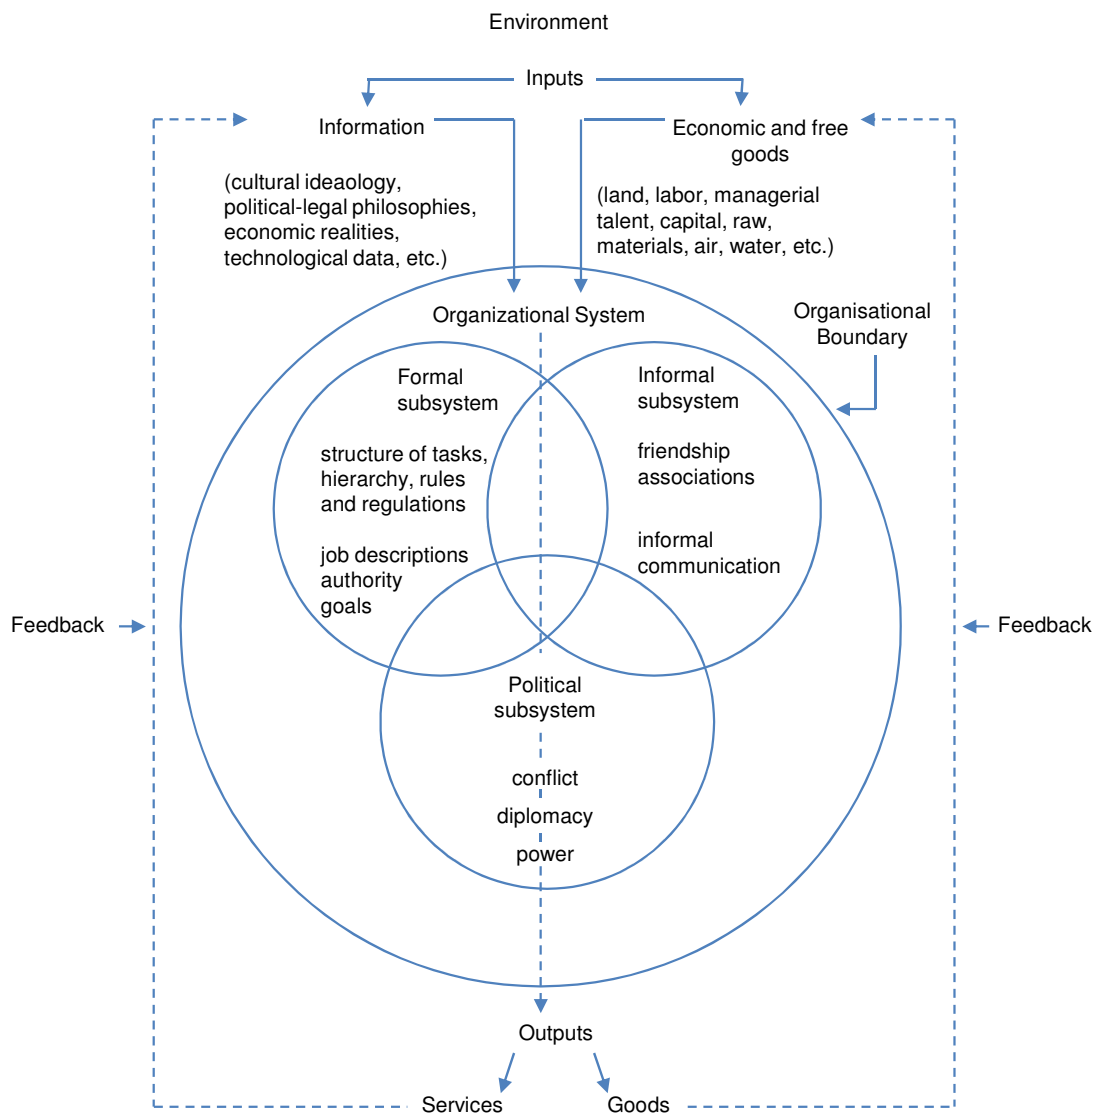 Environment
Inputs
Information
Economic and free
goods
(cultural ideaology,
political-legal philosophies,
economic realities,
technological data, etc.)
(land, labor, managerial
talent, capital, raw,
materials, air, water, etc.)
Organizational System
Organisational
Boundary
Formal
subsystem
structure of tasks,
hierarchy, rules
and regulations
job descriptions
authority
goals
Informal
subsystem
friendship
associations
informal
communication
Feedback
Feedback
Political
subsystem
conflict
diplomacy
power
Outputs
Services
Goods